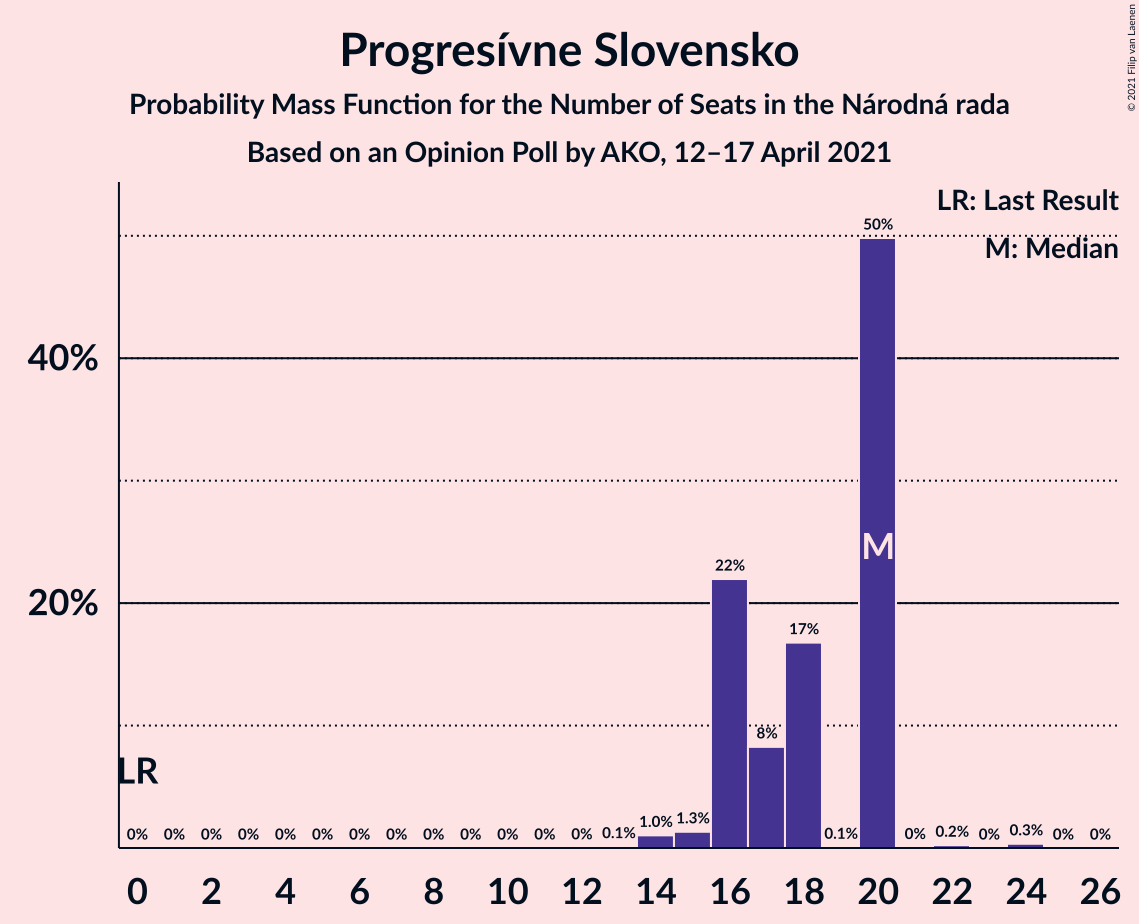 Progresívne Slovensko
Probability Mass Function for the Number of Seats in the Národná rada
Based on an Opinion Poll by AKO, 12–17 April 2021
© 2021 Filip van Laenen
LR: Last Result
M: Median
40%
20%
LR
M
0% 0% 0% 0% 0% 0% 0% 0% 0% 0% 0% 0% 0% 0.1% 1.0% 1.3% 22% 8% 17% 0.1% 50% 0% 0.2% 0% 0.3% 0% 0%
0 2 4 6 8 10 12 14 16 18 20 22 24 26